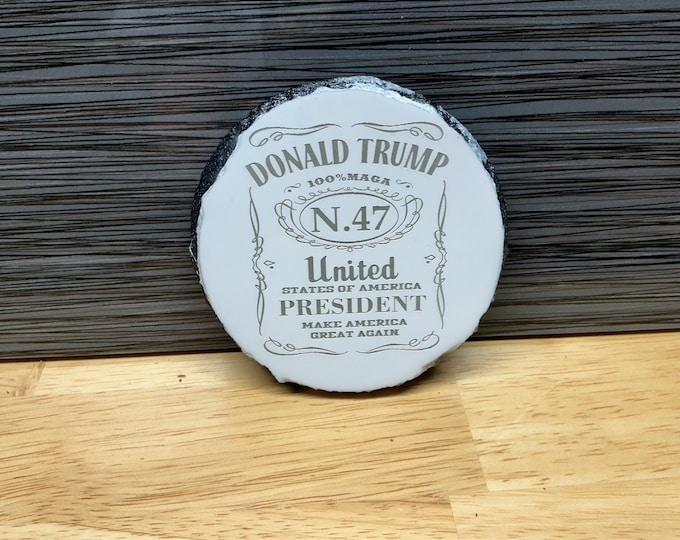 DONALD TRUMP
100% MAGA
N.47
United
STATES OF AMERICA
PRESIDENT
MAKE AMERICA
GREAT AGAIN